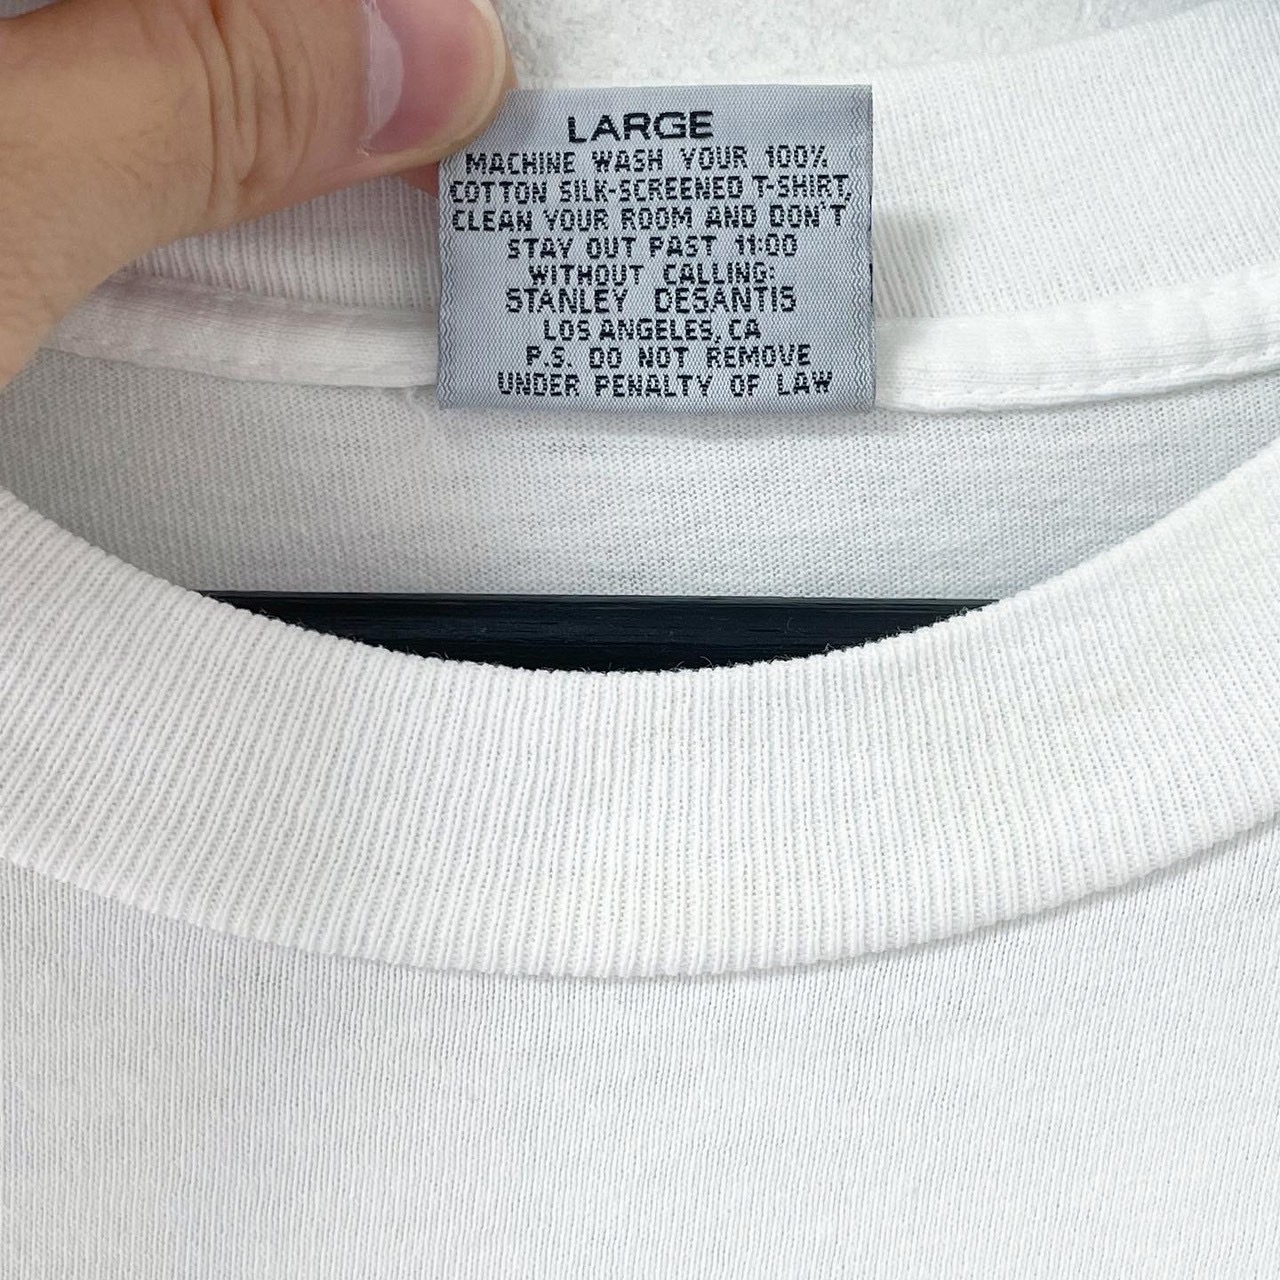 LARGE
MACHINE WASH YOUR 100%
COTTON SILK-SCREENED T-SHIRT,
CLEAN YOUR ROOM AND DON'T
STAY OUT PAST 11:00
WITHOUT CALLING:
STANLEY DESANTIS
LOS ANGELES, CA
P.S. DO NOT REMOVE
UNDER PENALTY OF LAW